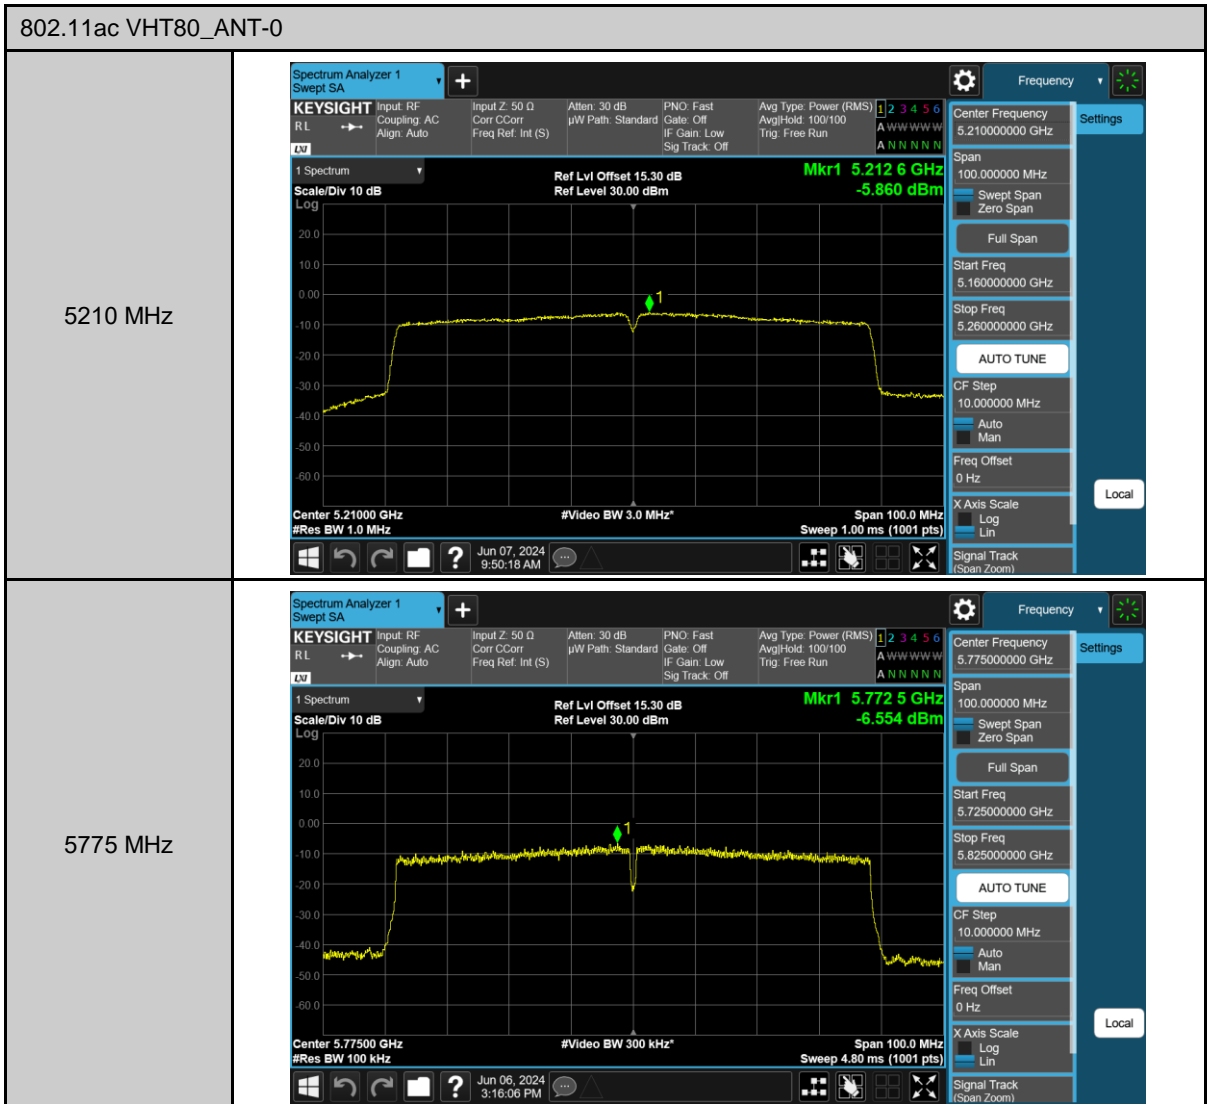 802.11ac VHT80_ANT-0
5210 MHz
Spectrum Analyzer 1
Swept SA
Frequency
KEYSIGHT
RL
LXI
Input: RF
Coupling: AC
Align: Auto
Input Z: 50 Ω
Corr CCorr
Freq Ref: Int (S)
Atten: 30 dB
µW Path: Standard
PNO: Fast
Gate: Off
IF Gain: Low
Sig Track: Off
Avg Type: Power (RMS)
Avg|Hold: 100/100
Trig: Free Run
1 2 3 4 5 6
A W W W W W
A N N N N N
1 Spectrum
Scale/Div 10 dB
Log
Ref Lvl Offset 15.30 dB
Ref Level 30.00 dBm
Mkr1 5.212 6 GHz
-5.860 dBm
20.0
10.0
0.00
-10.0
-20.0
-30.0
-40.0
-50.0
-60.0
1
Center 5.21000 GHz
#Res BW 1.0 MHz
#Video BW 3.0 MHz*
Span 100.0 MHz
Sweep 1.00 ms (1001 pts)
Jun 07, 2024
9:50:18 AM
Center Frequency
5.210000000 GHz
Settings
Span
100.000000 MHz
Swept Span
Zero Span
Full Span
Start Freq
5.160000000 GHz
Stop Freq
5.260000000 GHz
AUTO TUNE
CF Step
10.000000 MHz
Auto
Man
Freq Offset
0 Hz
X Axis Scale
Log
Lin
Local
Signal Track
(Span Zoom)
5775 MHz
Spectrum Analyzer 1
Swept SA
Frequency
KEYSIGHT
RL
LXI
Input: RF
Coupling: AC
Align: Auto
Input Z: 50 Ω
Corr CCorr
Freq Ref: Int (S)
Atten: 30 dB
µW Path: Standard
PNO: Fast
Gate: Off
IF Gain: Low
Sig Track: Off
Avg Type: Power (RMS)
Avg|Hold: 100/100
Trig: Free Run
1 2 3 4 5 6
A W W W W W
A N N N N N
1 Spectrum
Scale/Div 10 dB
Log
Ref Lvl Offset 15.30 dB
Ref Level 30.00 dBm
Mkr1 5.772 5 GHz
-6.554 dBm
20.0
10.0
0.00
-10.0
-20.0
-30.0
-40.0
-50.0
-60.0
1
Center 5.77500 GHz
#Res BW 100 kHz
#Video BW 300 kHz*
Span 100.0 MHz
Sweep 4.80 ms (1001 pts)
Jun 06, 2024
3:16:06 PM
Center Frequency
5.775000000 GHz
Settings
Span
100.000000 MHz
Swept Span
Zero Span
Full Span
Start Freq
5.725000000 GHz
Stop Freq
5.825000000 GHz
AUTO TUNE
CF Step
10.000000 MHz
Auto
Man
Freq Offset
0 Hz
X Axis Scale
Log
Lin
Local
Signal Track
(Span Zoom)